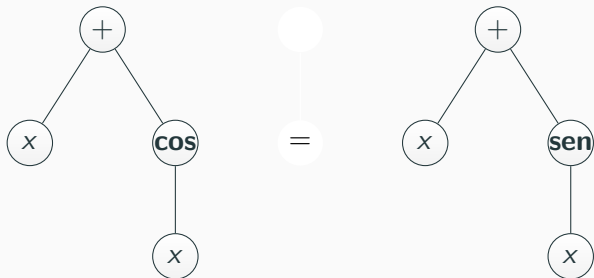 + +
x cos = x sen
x x